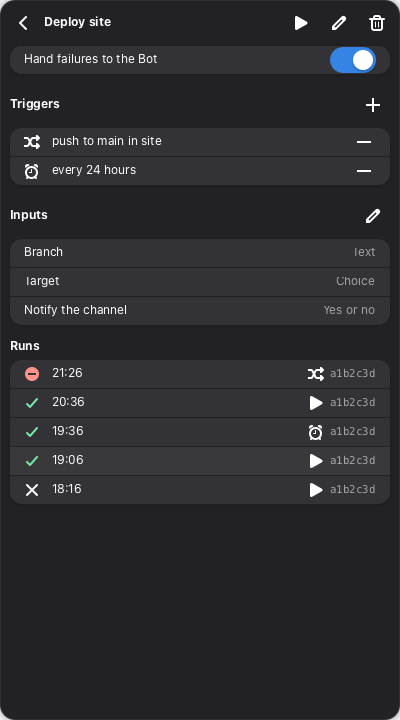 Deploy site
Hand failures to the Bot
Triggers
push to main in site
every 24 hours
Inputs
Branch Text
Target Choice
Notify the channel Yes or no
Runs
21:26 a1b2c3d
20:36 a1b2c3d
19:36 a1b2c3d
19:06 a1b2c3d
18:16 a1b2c3d